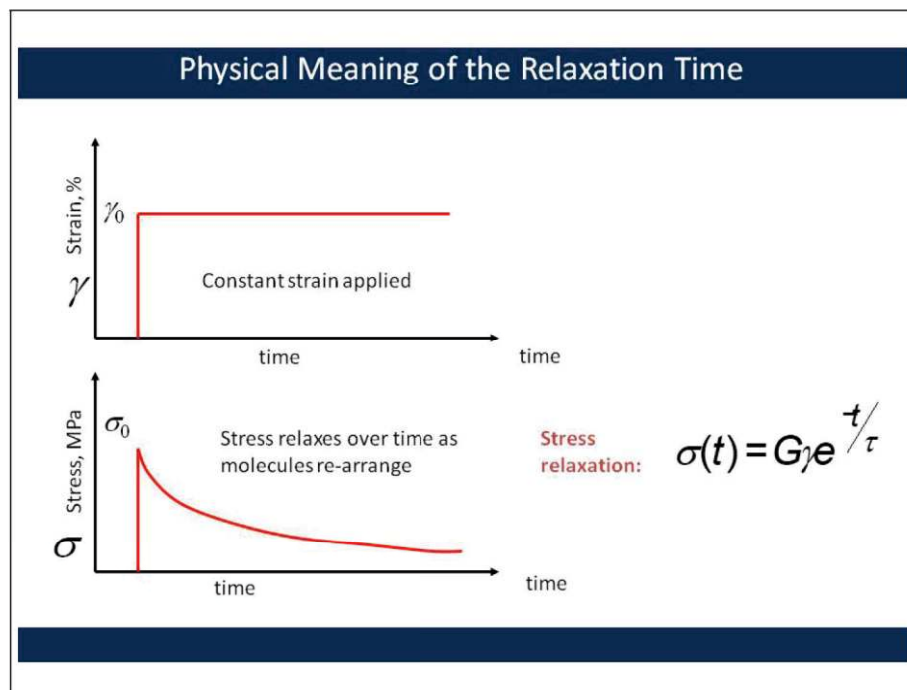 Physical Meaning of the Relaxation Time
Strain, %
γ
γ₀
Constant strain applied
time
time
Stress, MPa
σ
σ₀
Stress relaxes over time as
molecules re-arrange
Stress
relaxation:
σ(t) = Gγe^-t/τ
time
time